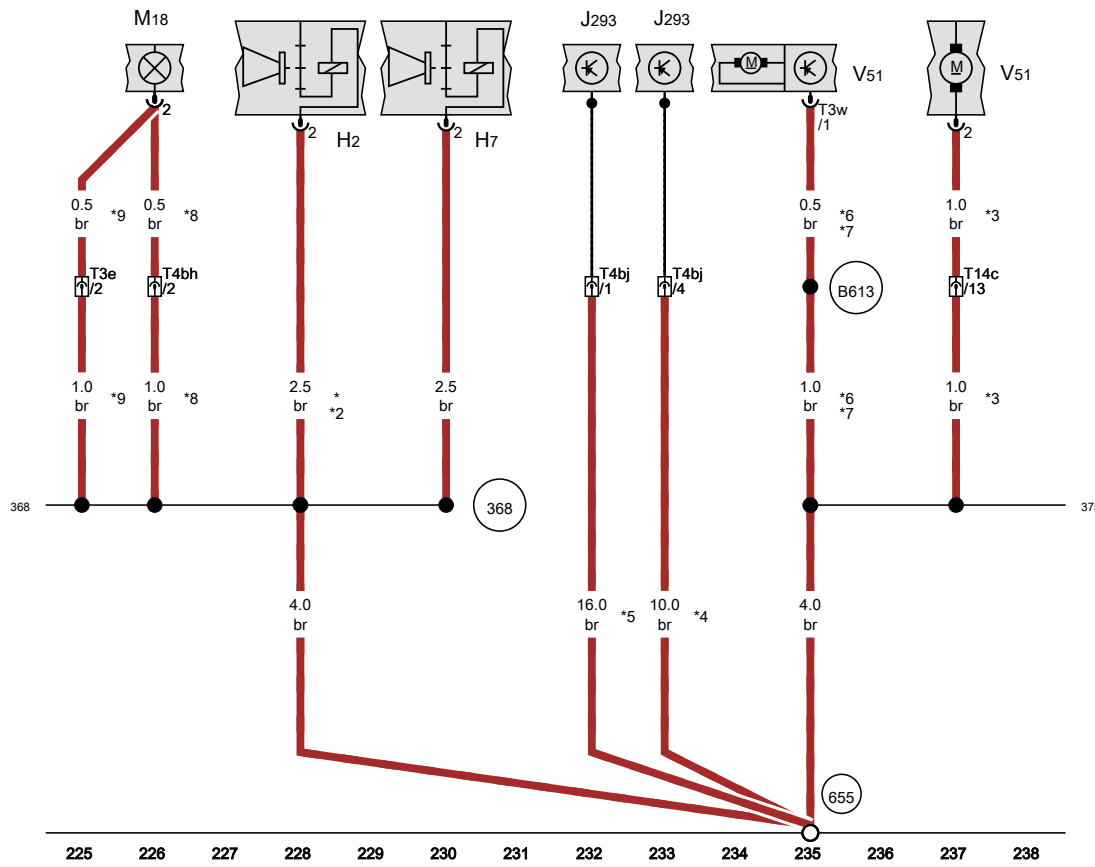 M18
J293
J293
V51
V51
2
2
H2
2
H7
T3w
/1
2
0.5
br
*9
0.5
br
*8
0.5
br
*6
*7
1.0
br
*3
T3e
/2
T4bh
/2
T4bj
/1
T4bj
/4
B613
T14c
/13
1.0
br
*9
1.0
br
*8
2.5
br
*
*2
2.5
br
1.0
br
*6
*7
1.0
br
*3
368
368
4.0
br
16.0
br
*5
10.0
br
*4
4.0
br
655
M
M
225 226 227 228 229 230 231 232 233 234 235 236 237 238